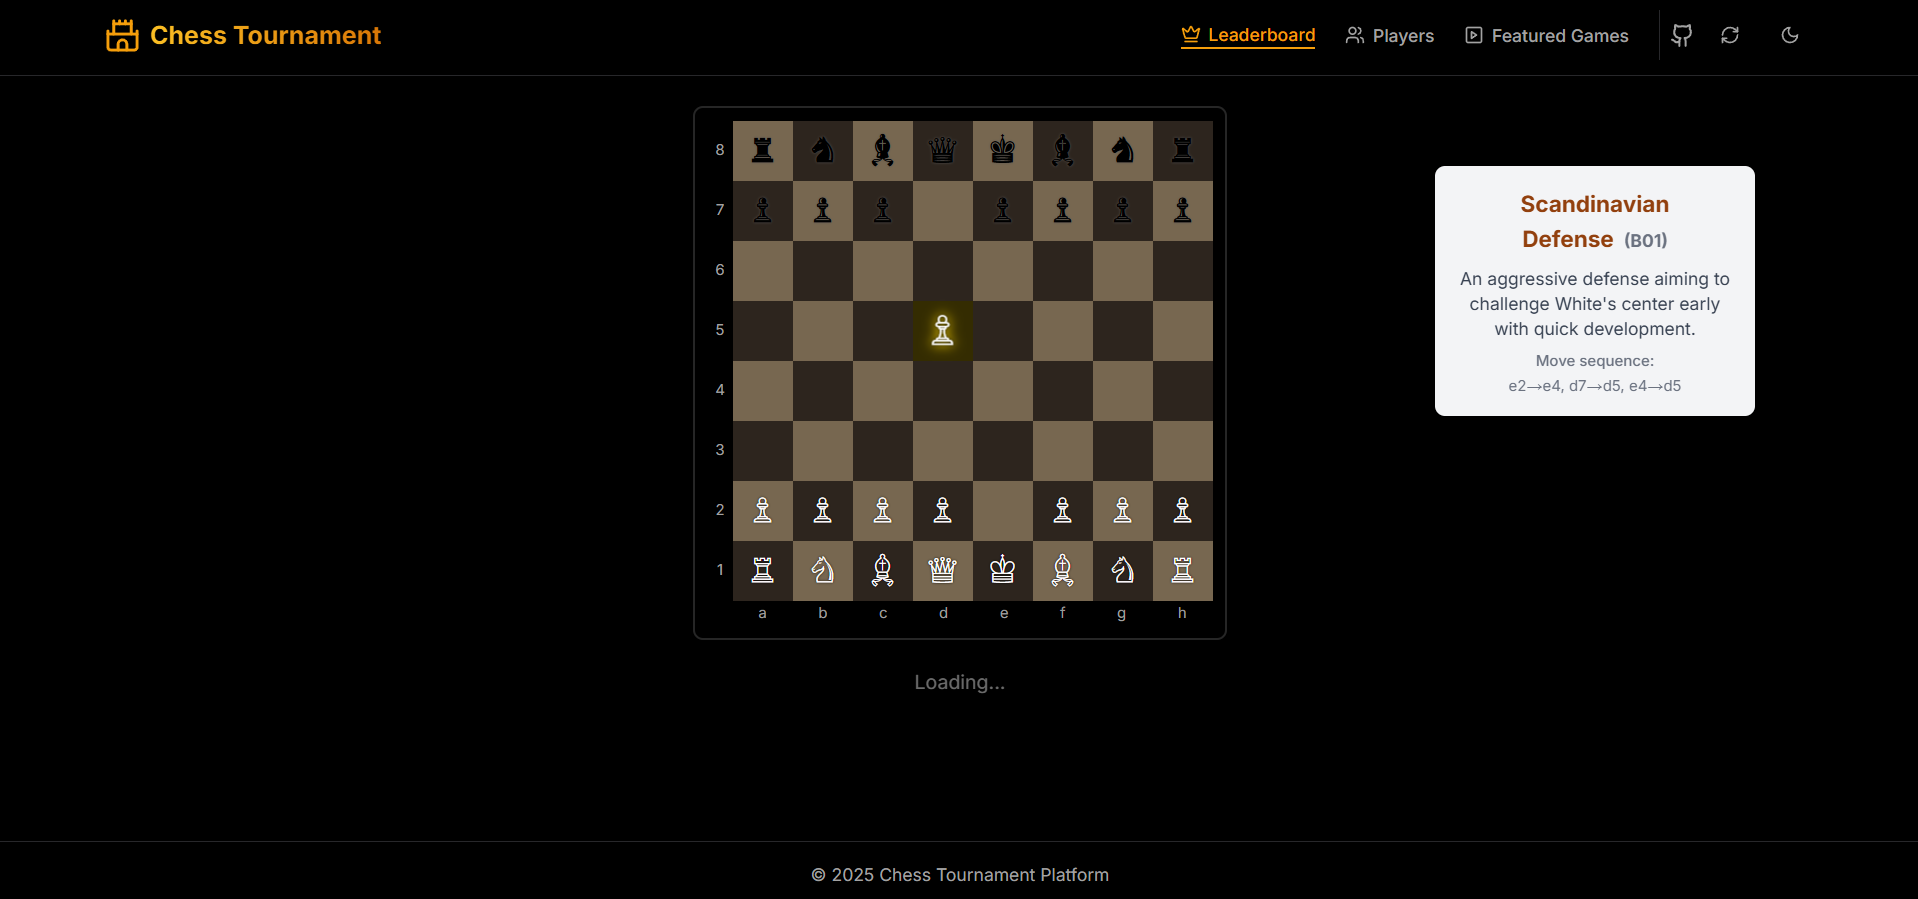 Chess Tournament
Leaderboard
Players
Featured Games
8
7
6
5
4
3
2
1
a b c d e f g h
Loading...
Scandinavian
Defense (B01)
An aggressive defense aiming to
challenge White's center early
with quick development.
Move sequence:
e2→e4, d7→d5, e4→d5
© 2025 Chess Tournament Platform